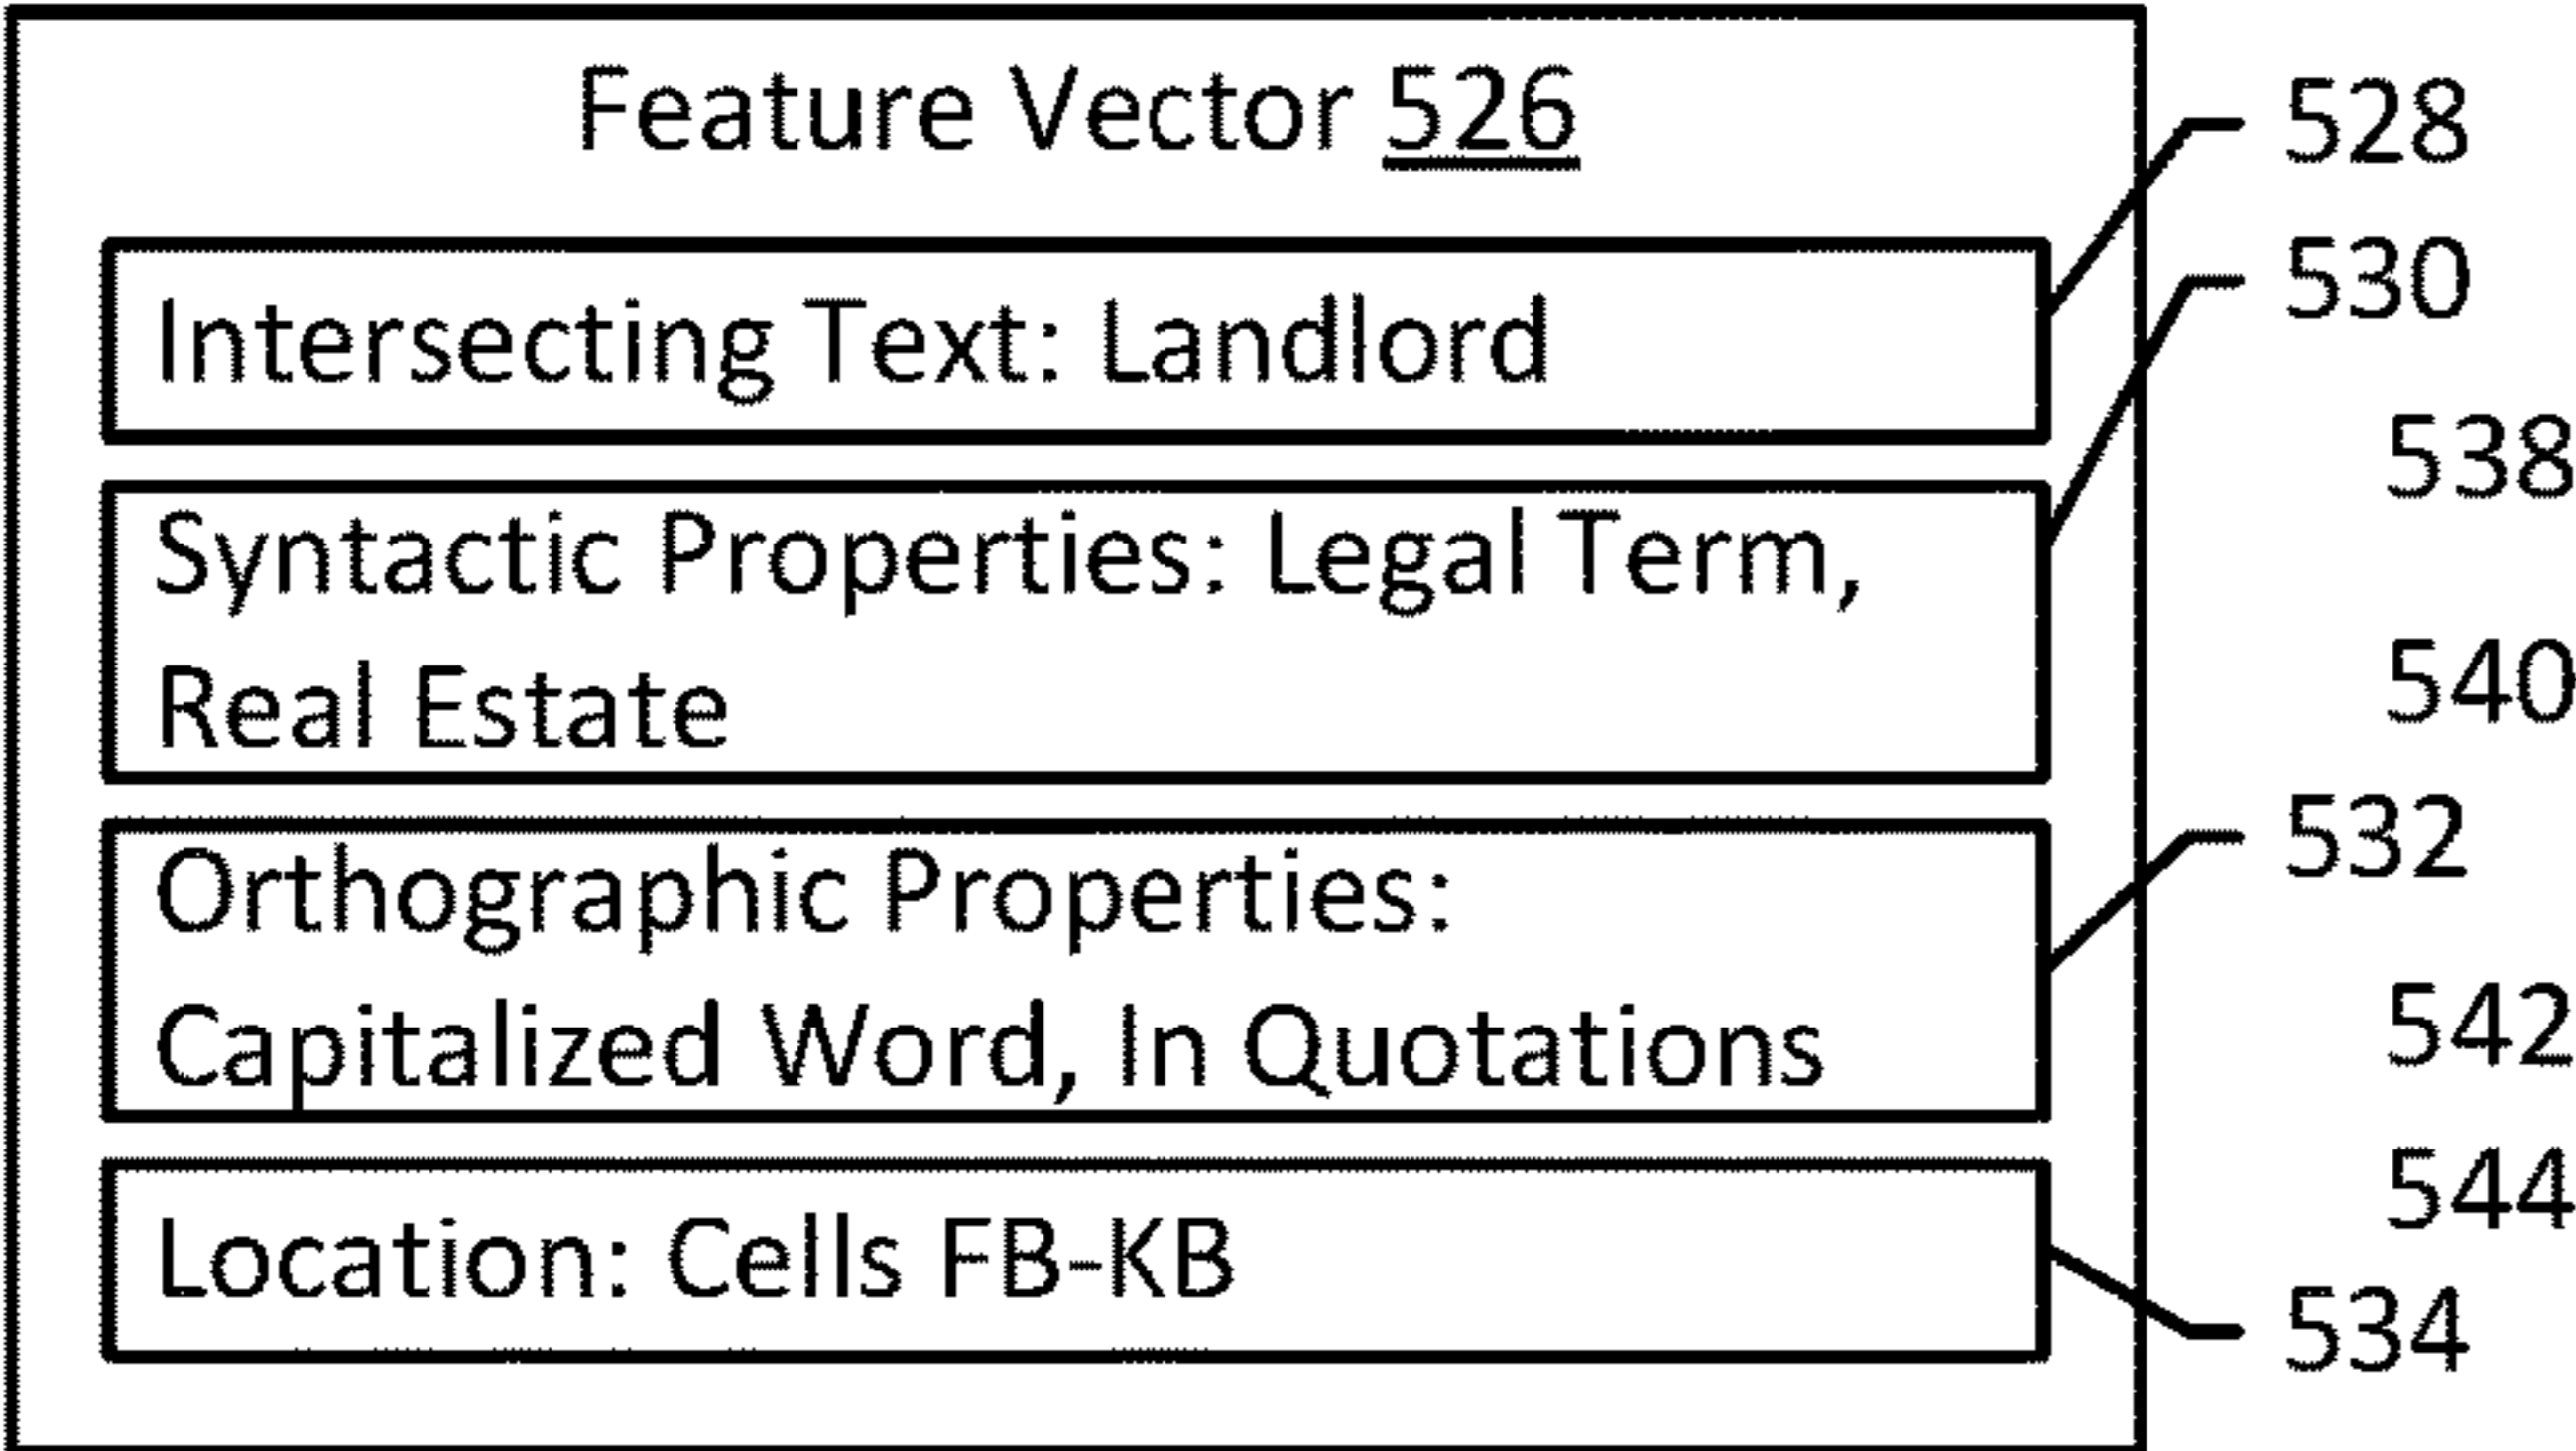 Feature Vector 526
528
Intersecting Text: Landlord
530
538
Syntactic Properties: Legal Term,
Real Estate
540
532
Orthographic Properties:
Capitalized Word, In Quotations
542
544
Location: Cells FB-KB
534